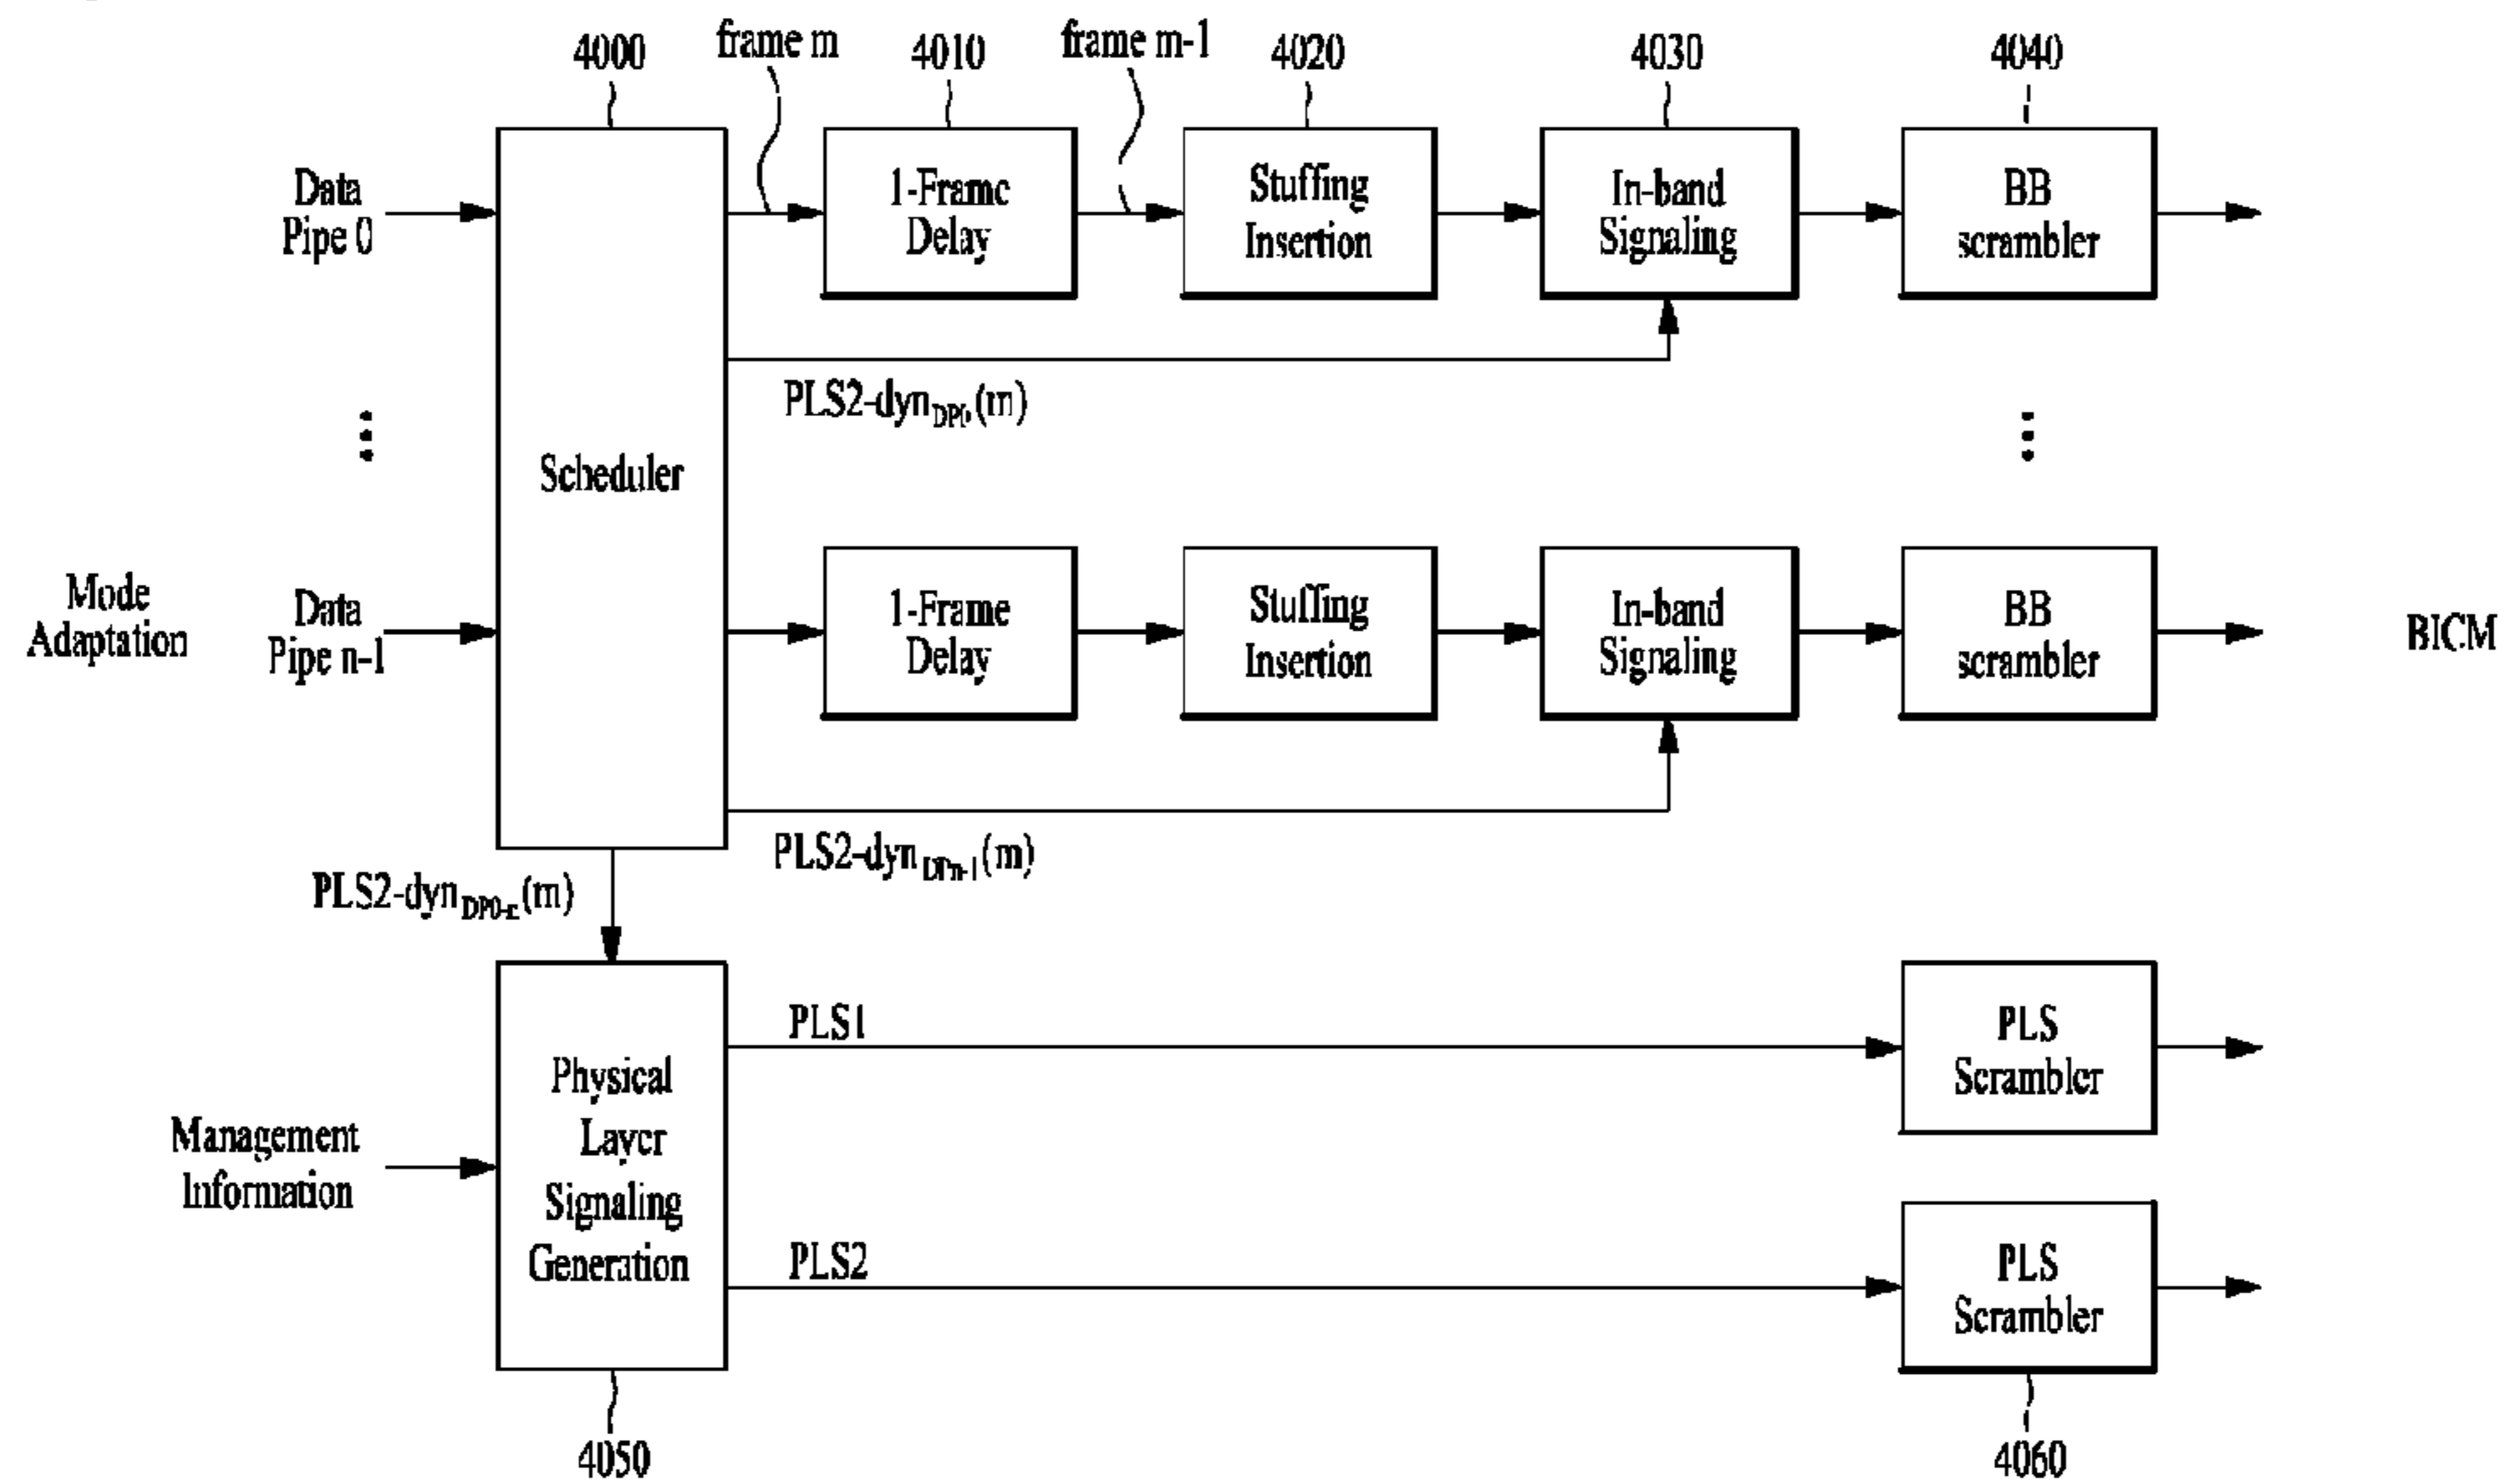 4000
frame m
4010
frame m-1
4020
4030
4040
Data
Pipe 0
1-Frame
Delay
Stuffing
Insertion
In-band
Signaling
BB
scrambler
PLS2-dynDP0(m)
Scheduler
Mode
Adaptation
Data
Pipe n-1
1-Frame
Delay
Stuffing
Insertion
In-band
Signaling
BB
scrambler
BICM
PLS2-dynDPn-1(m)
PLS2-dyn(m)
PLS1
PLS
Scrambler
Physical
Layer
Signaling
Generation
Management
Information
PLS2
PLS
Scrambler
4050
4060